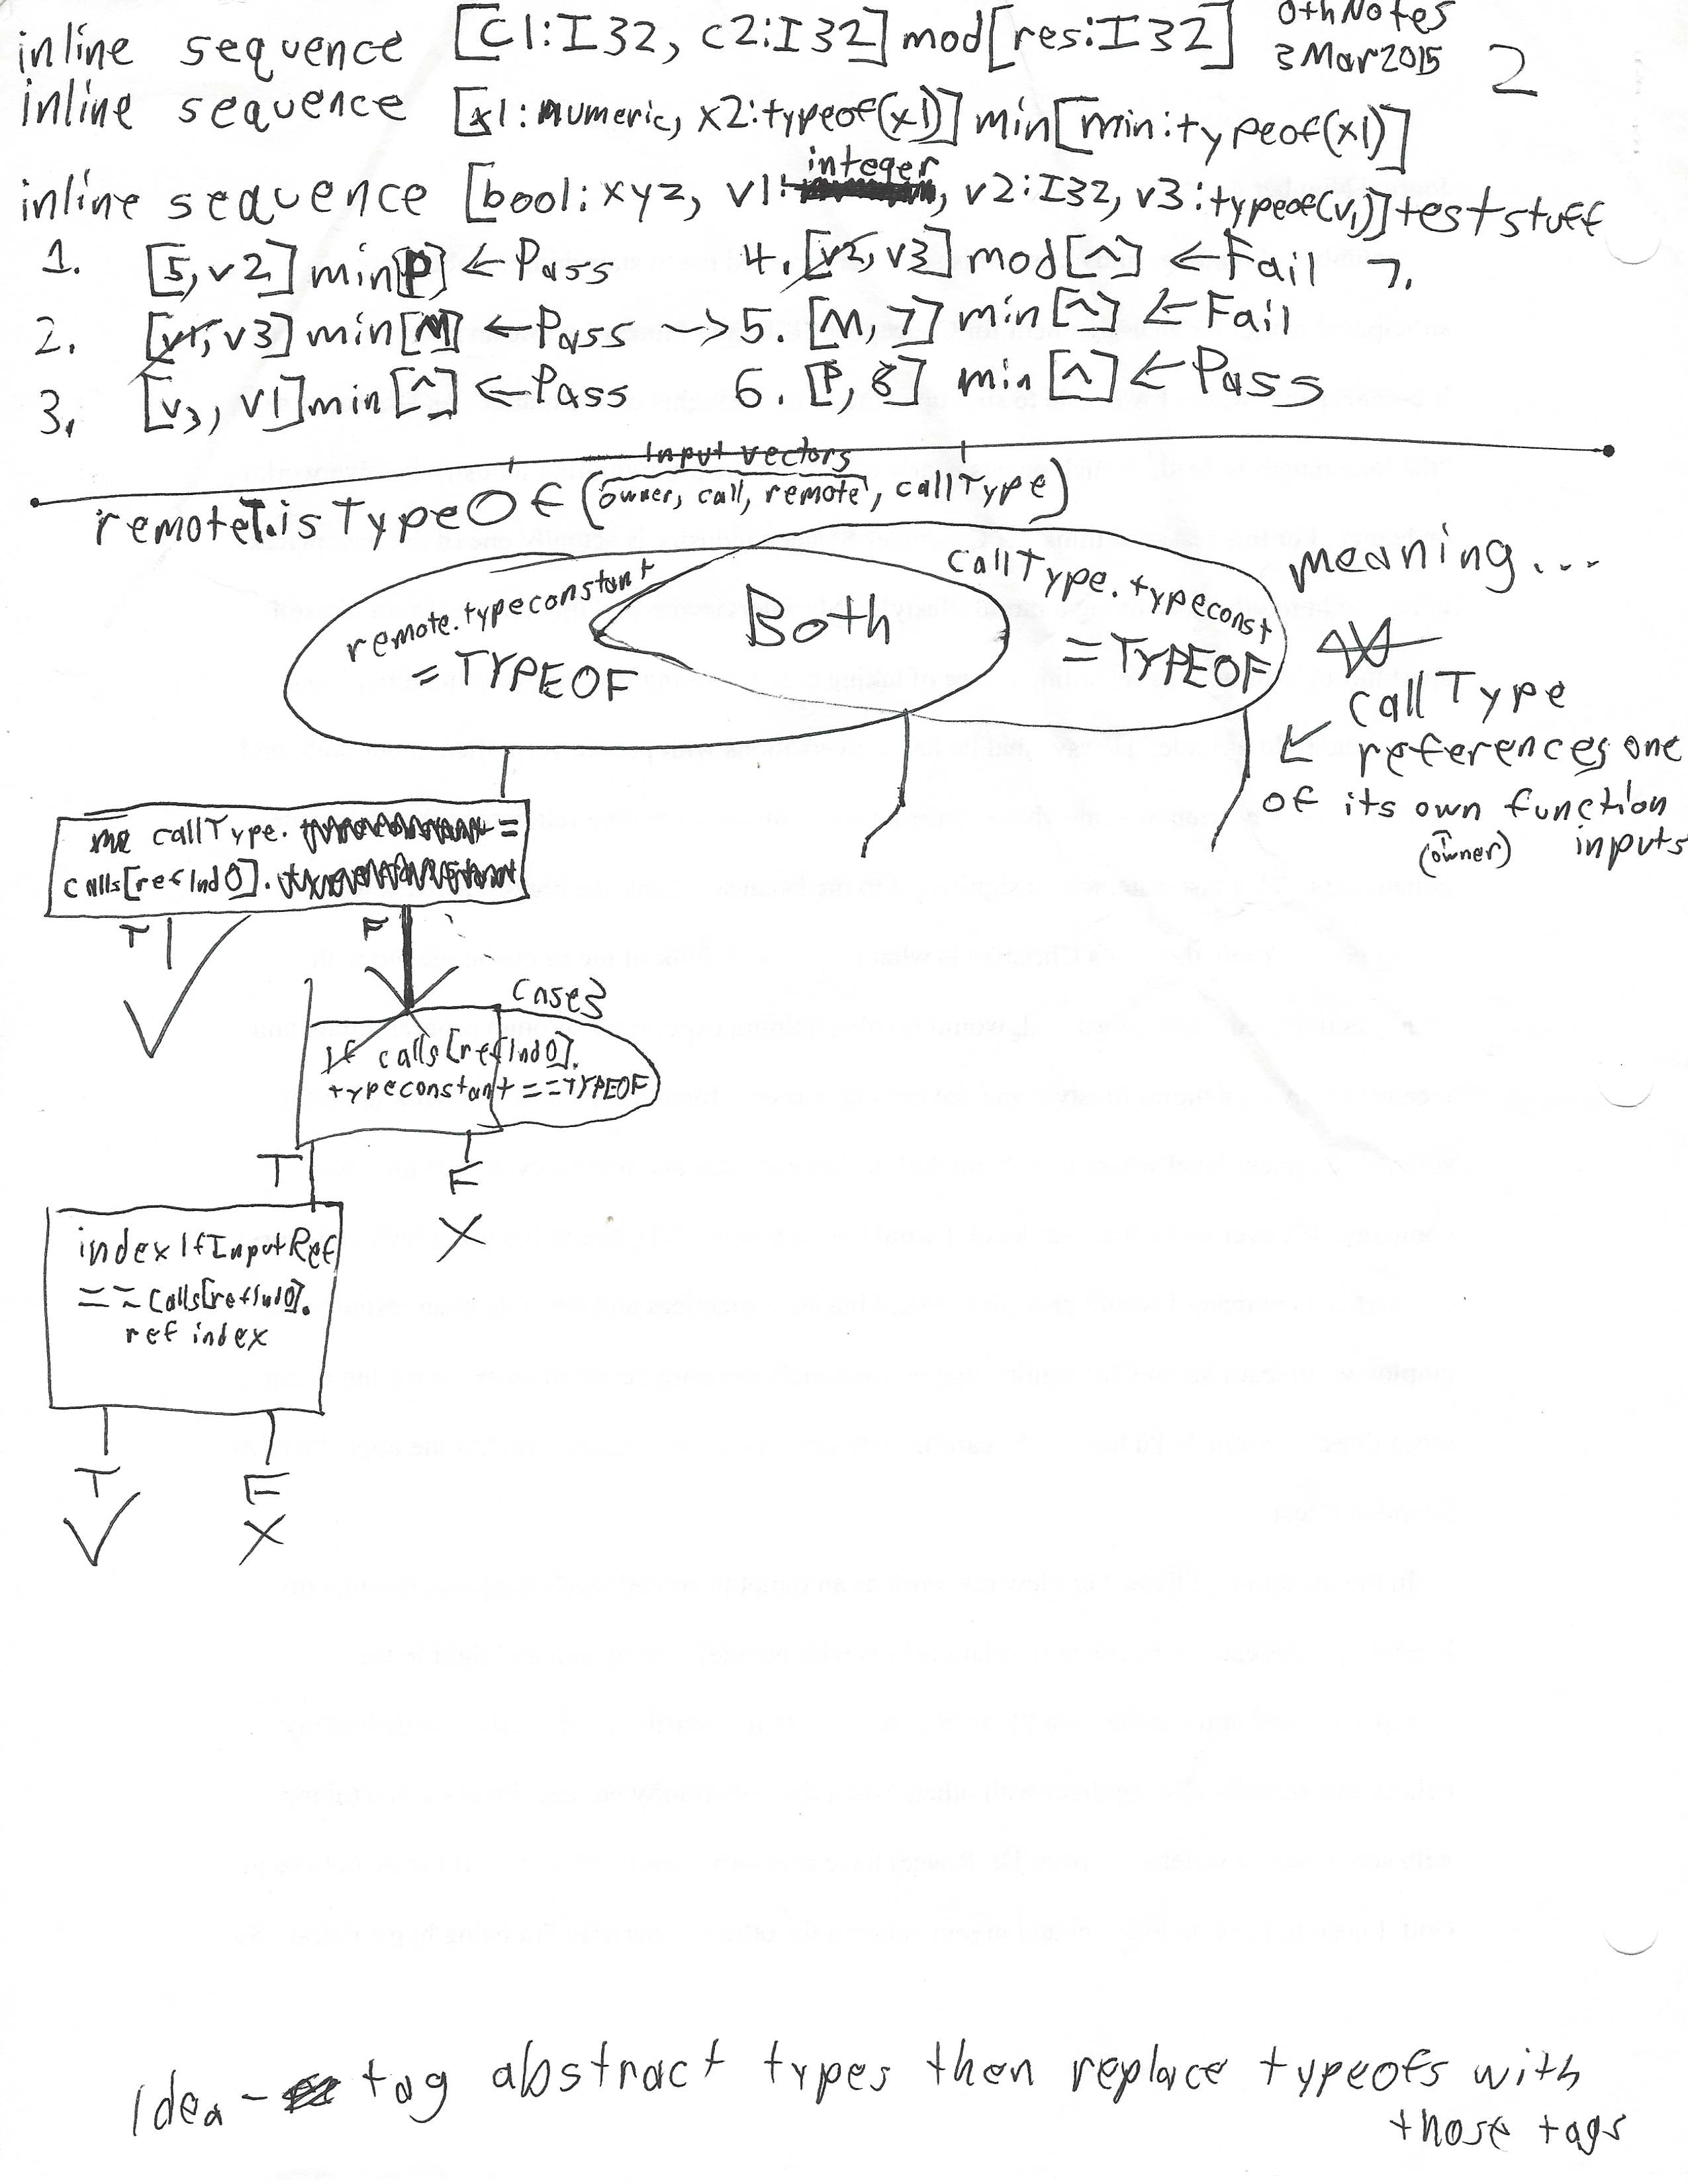 inline sequence [C1:I32, c2:I32] mod[res:I32]
OthNotes
3Mar2015
2
inline sequence [x1:numeric, x2:typeof(x1)] min[min:typeof(x1)]
integer
inline sequence [bool:xyz, v1:, v2:I32, v3:typeof(v1)] teststuff
1. [5, v2] min[P] ← Pass
4. [v2, v3] mod[^] ← Fail
7.
2. [v1, v3] min[M] ← Pass
→ 5. [M, 7] min[^] ← Fail
3. [v3, v1] min[^] ← Pass
6. [P, 8] min[^] ← Pass
Input vectors
remoteT.isTypeOf (owner, call, remote, callType)
remote.typeconstant
= TYPEOF
Both
callType.typeconst
= TYPEOF
meaning...
callType
references one
of its own function
(owner)
inputs
callType. =
calls[refInd0].
T
F
Case3
If calls[refInd0].
typeconstant == TYPEOF
T
F
X
indexIfInputRef
== calls[refInd0].
ref index
T
F
X
Idea - tag abstract types then replace typeofs with
those tags